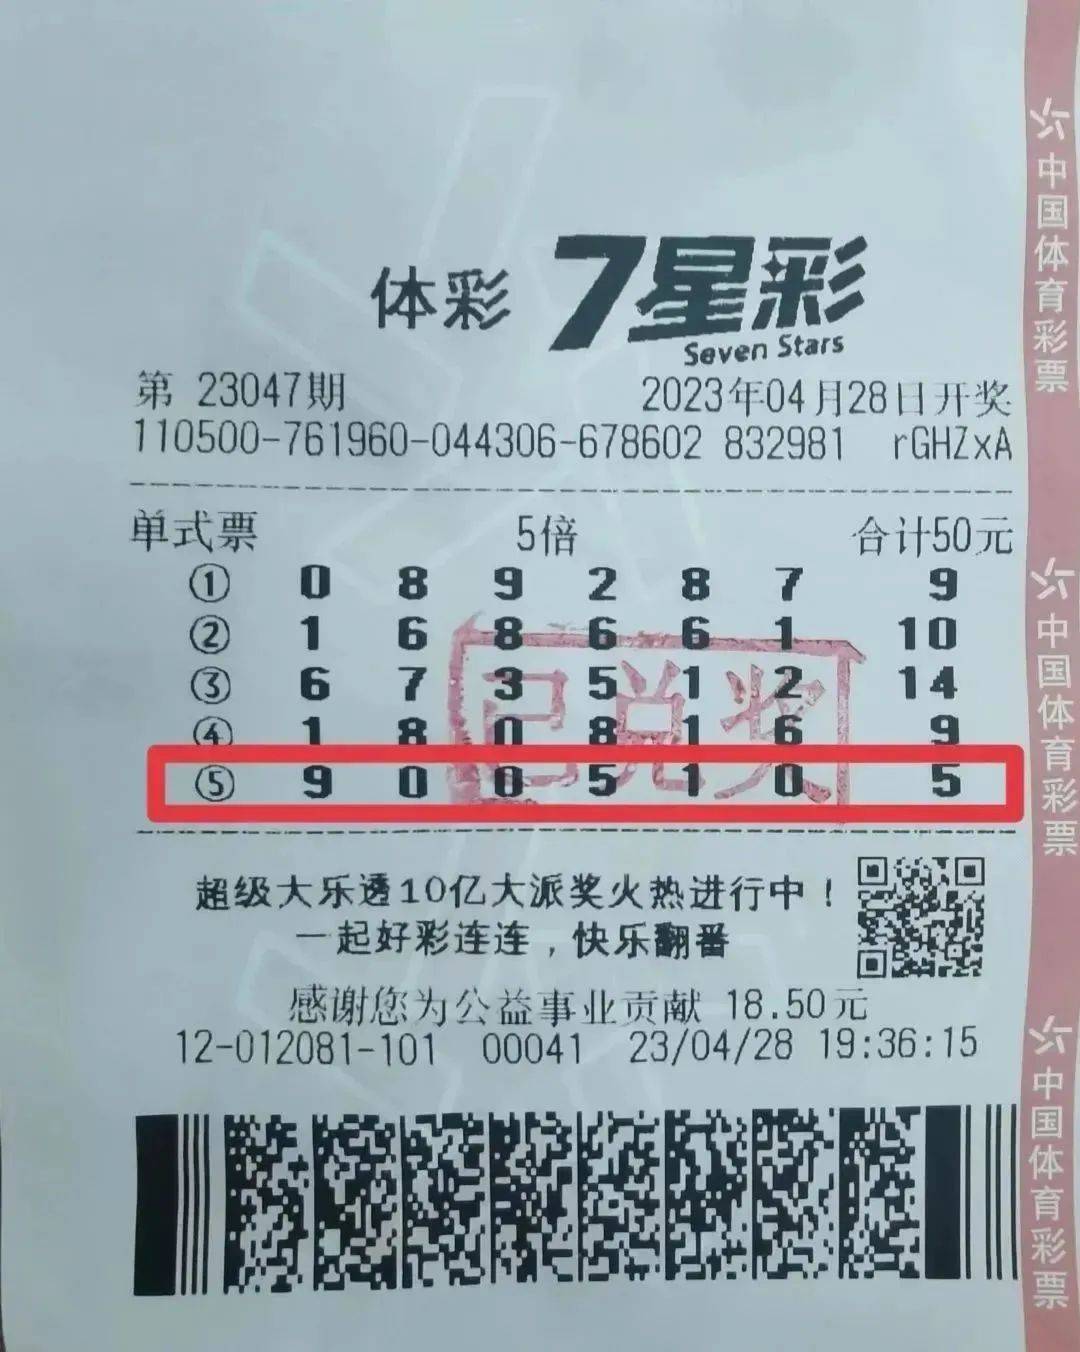 体彩 7星彩
Seven Stars
第 23047期 2023年04月28日开奖
110500-761960-044306-678602 832981 rGHZxA
单式票 5倍 合计50元
① 0 8 9 2 8 7 9
② 1 6 8 6 6 1 10
③ 6 7 3 5 1 2 14
④ 1 8 0 8 1 6 9
⑤ 9 0 0 5 1 0 5
已兑奖
超级大乐透10亿大派奖火热进行中！
一起好彩连连，快乐翻番
感谢您为公益事业贡献 18.50元
12-012081-101 00041 23/04/28 19:36:15
中国体育彩票
中国体育彩票
中国体育彩票